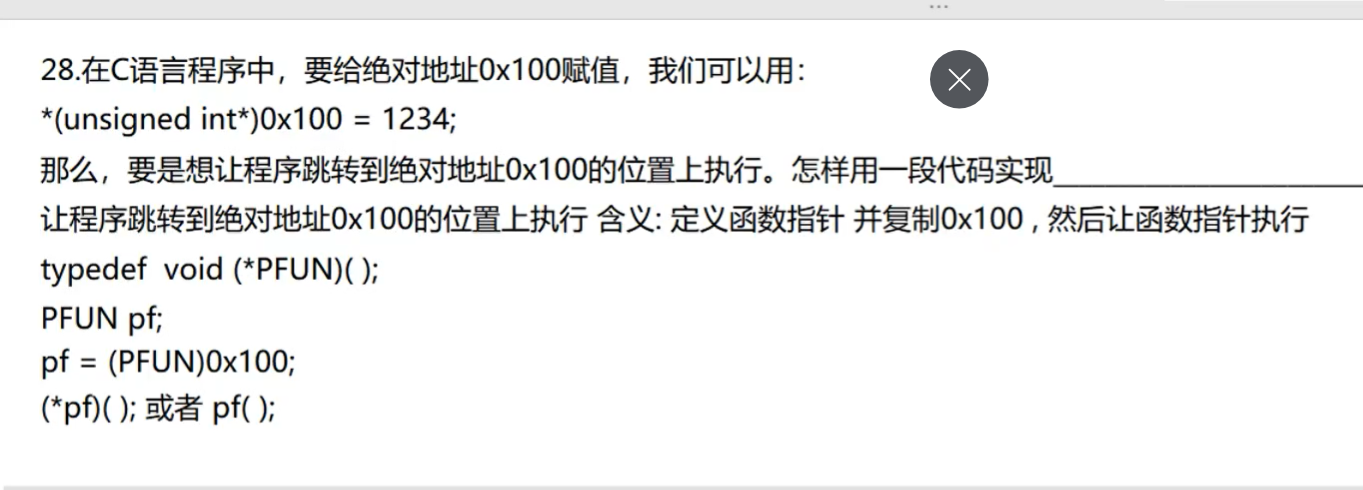 28.在C语言程序中，要给绝对地址0x100赋值，我们可以用：
*(unsigned int*)0x100 = 1234;
那么，要是想让程序跳转到绝对地址0x100的位置上执行。怎样用一段代码实现____________________
让程序跳转到绝对地址0x100的位置上执行 含义: 定义函数指针 并复制0x100 , 然后让函数指针执行
typedef  void (*PFUN)( );
PFUN pf;
pf = (PFUN)0x100;
(*pf)( ); 或者 pf( );